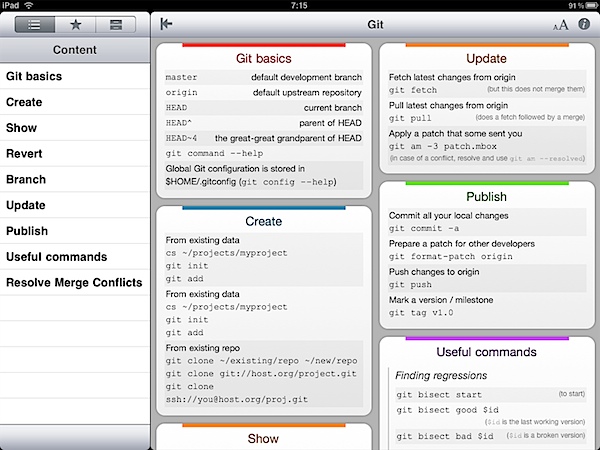 iPad
7:15
91 %
Content
Git basics
Create
Show
Revert
Branch
Update
Publish
Useful commands
Resolve Merge Conflicts
Git
AA
Git basics
master default development branch
origin default upstream repository
HEAD current branch
HEAD^ parent of HEAD
HEAD~4 the great-great grandparent of HEAD
git command --help
Global Git configuration is stored in
$HOME/.gitconfig (git config --help)
Create
From existing data
cs ~/projects/myproject
git init
git add
From existing data
cs ~/projects/myproject
git init
git add
From existing repo
git clone ~/existing/repo ~/new/repo
git clone git://host.org/project.git
git clone
ssh://you@host.org/proj.git
Show
Update
Fetch latest changes from origin
git fetch (but this does not merge them)
Pull latest changes from origin
git pull (does a fetch followed by a merge)
Apply a patch that some sent you
git am -3 patch.mbox
(in case of a conflict, resolve and use git am --resolved)
Publish
Commit all your local changes
git commit -a
Prepare a patch for other developers
git format-patch origin
Push changes to origin
git push
Mark a version / milestone
git tag v1.0
Useful commands
Finding regressions
git bisect start (to start)
git bisect good $id
($id is the last working version)
git bisect bad $id ($id is a broken version)